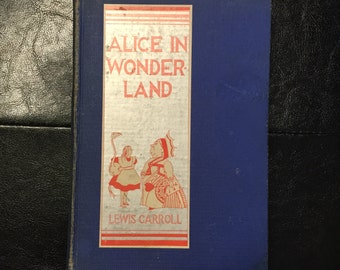 ALICE IN
WONDER-
LAND
LEWIS CARROLL